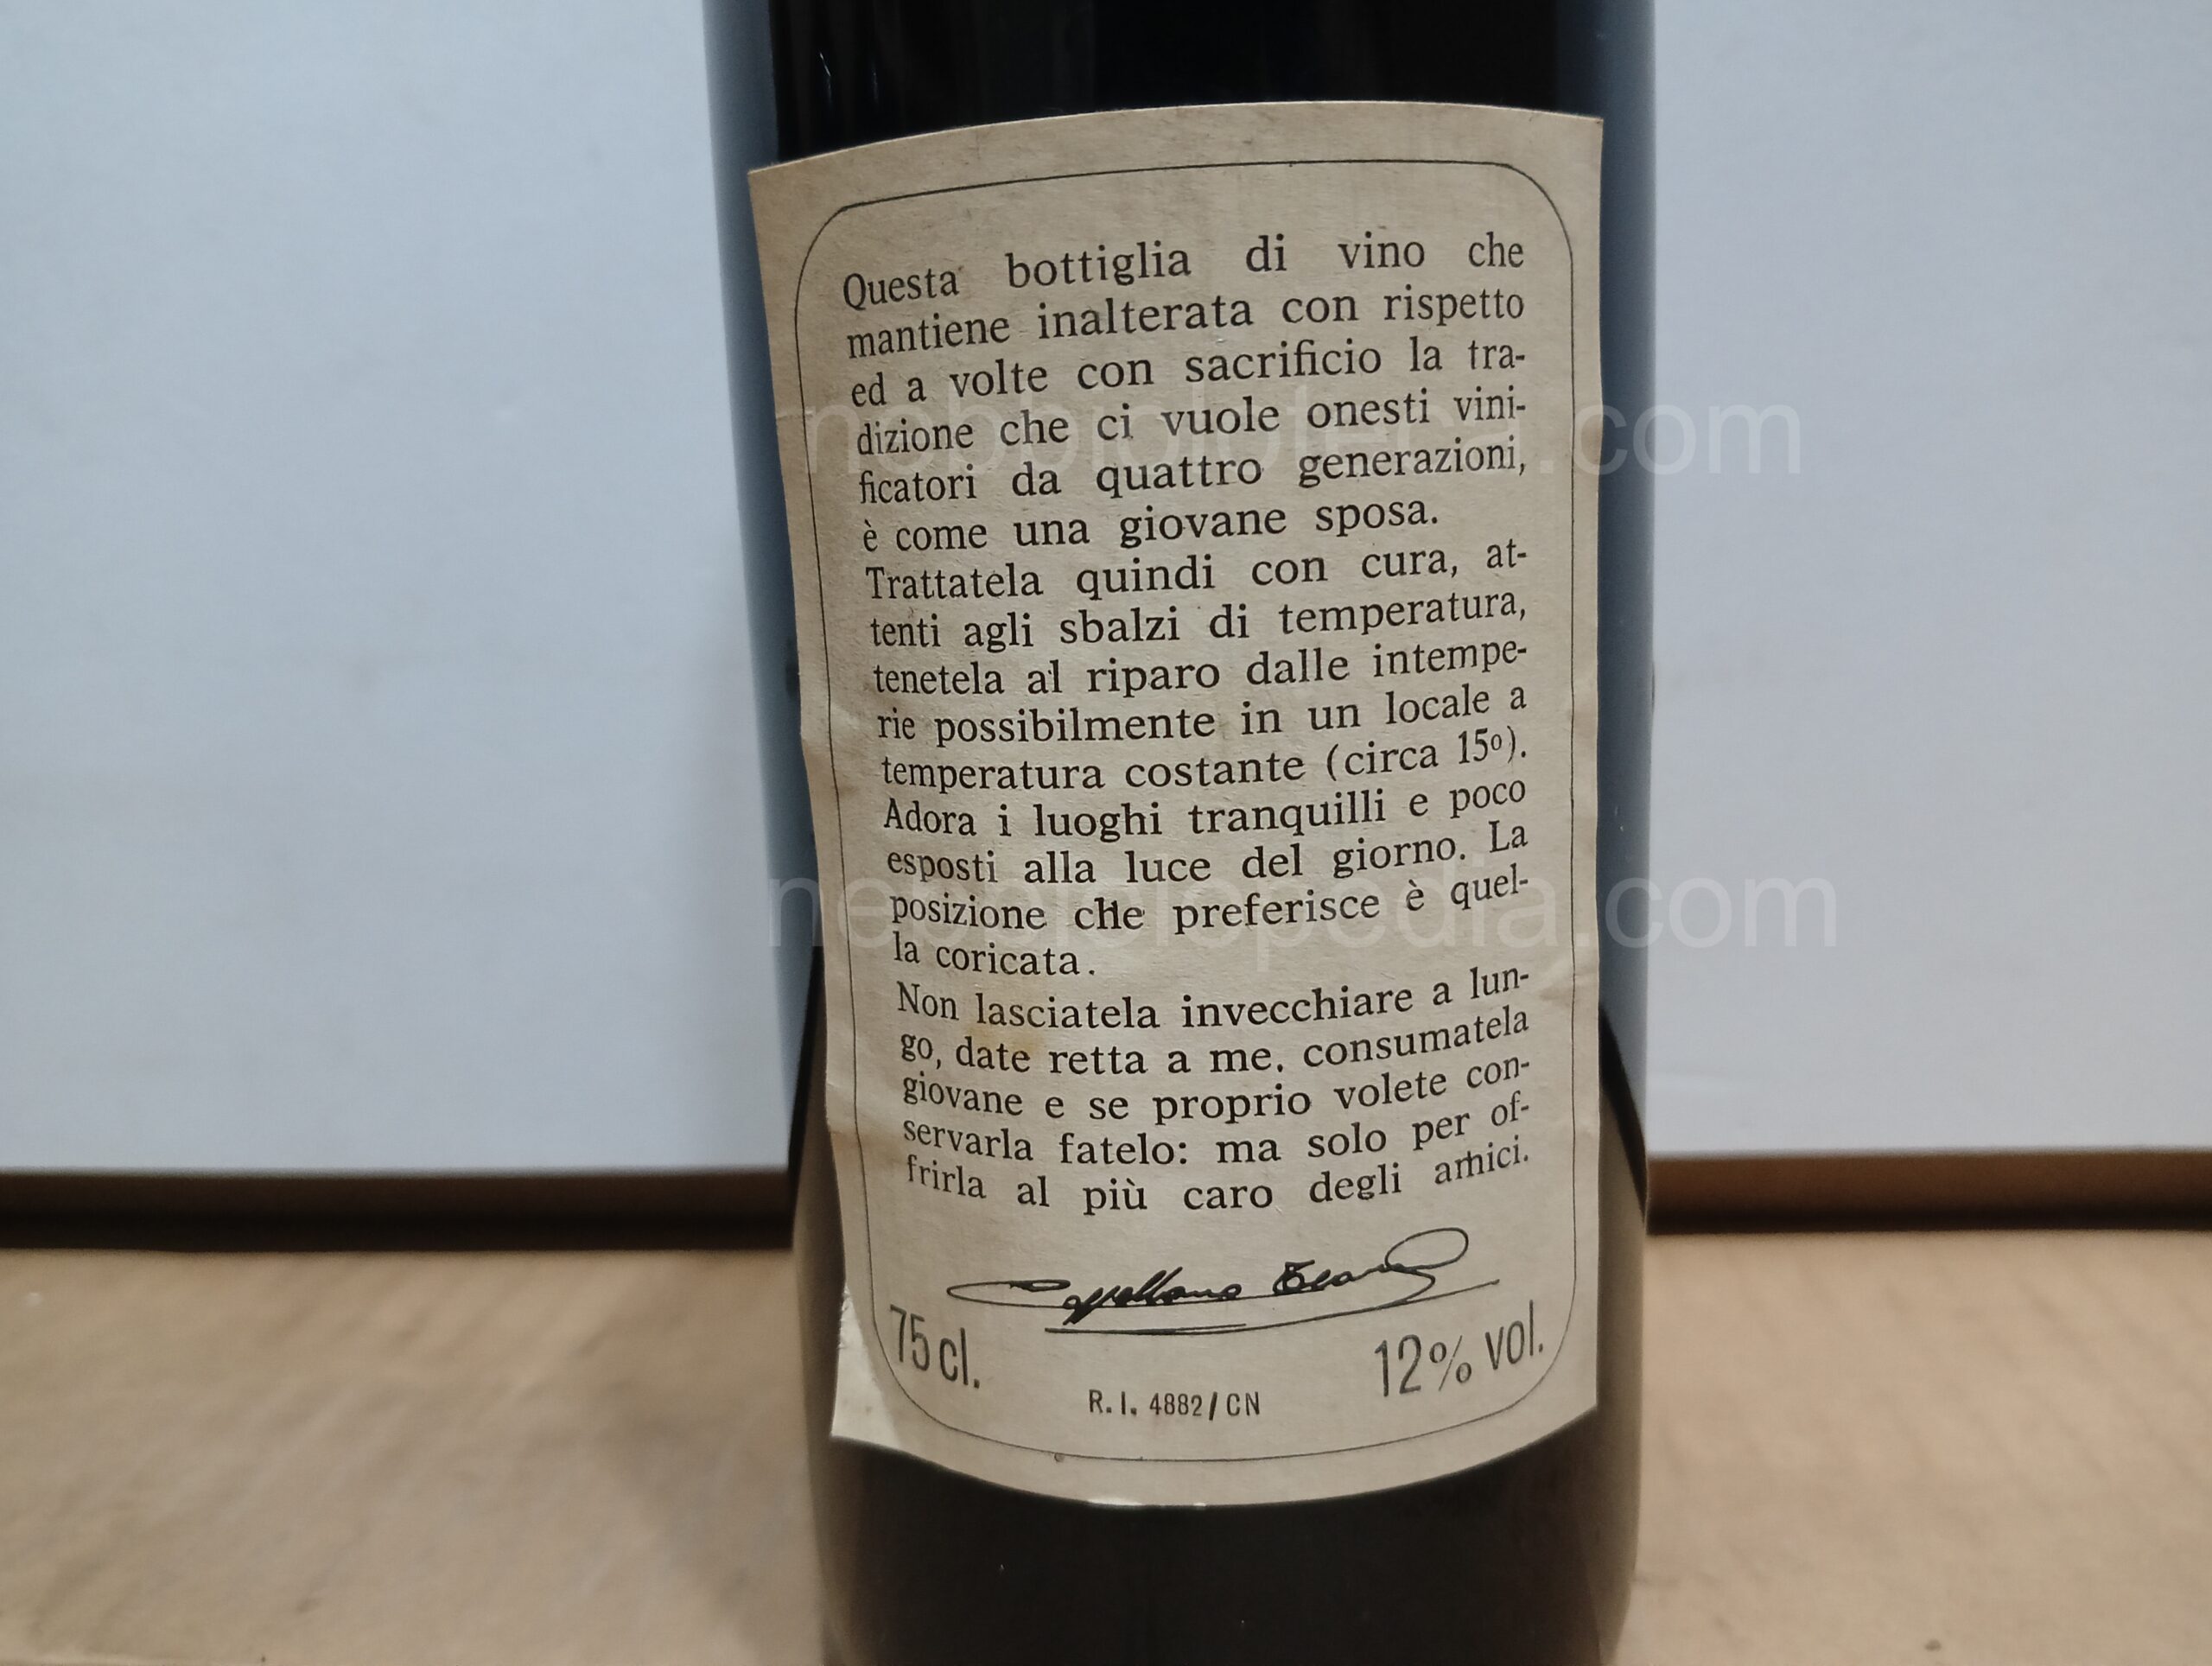 Questa bottiglia di vino che
mantiene inalterata con rispetto
ed a volte con sacrificio la tra-
dizione che ci vuole onesti vini-
ficatori da quattro generazioni,
è come una giovane sposa.
Trattatela quindi con cura, at-
tenti agli sbalzi di temperatura,
tenetela al riparo dalle intempe-
rie possibilmente in un locale a
temperatura costante (circa 15º).
Adora i luoghi tranquilli e poco
esposti alla luce del giorno. La
posizione che preferisce è quel-
la coricata.
Non lasciatela invecchiare a lun-
go, date retta a me, consumatela
giovane e se proprio volete con-
servarla fatelo: ma solo per of-
frirla al più caro degli amici.
Cappellano
75 cl.
12% vol.
R. I. 4882/CN
nebbioloteca.com
nebbiolopedia.com